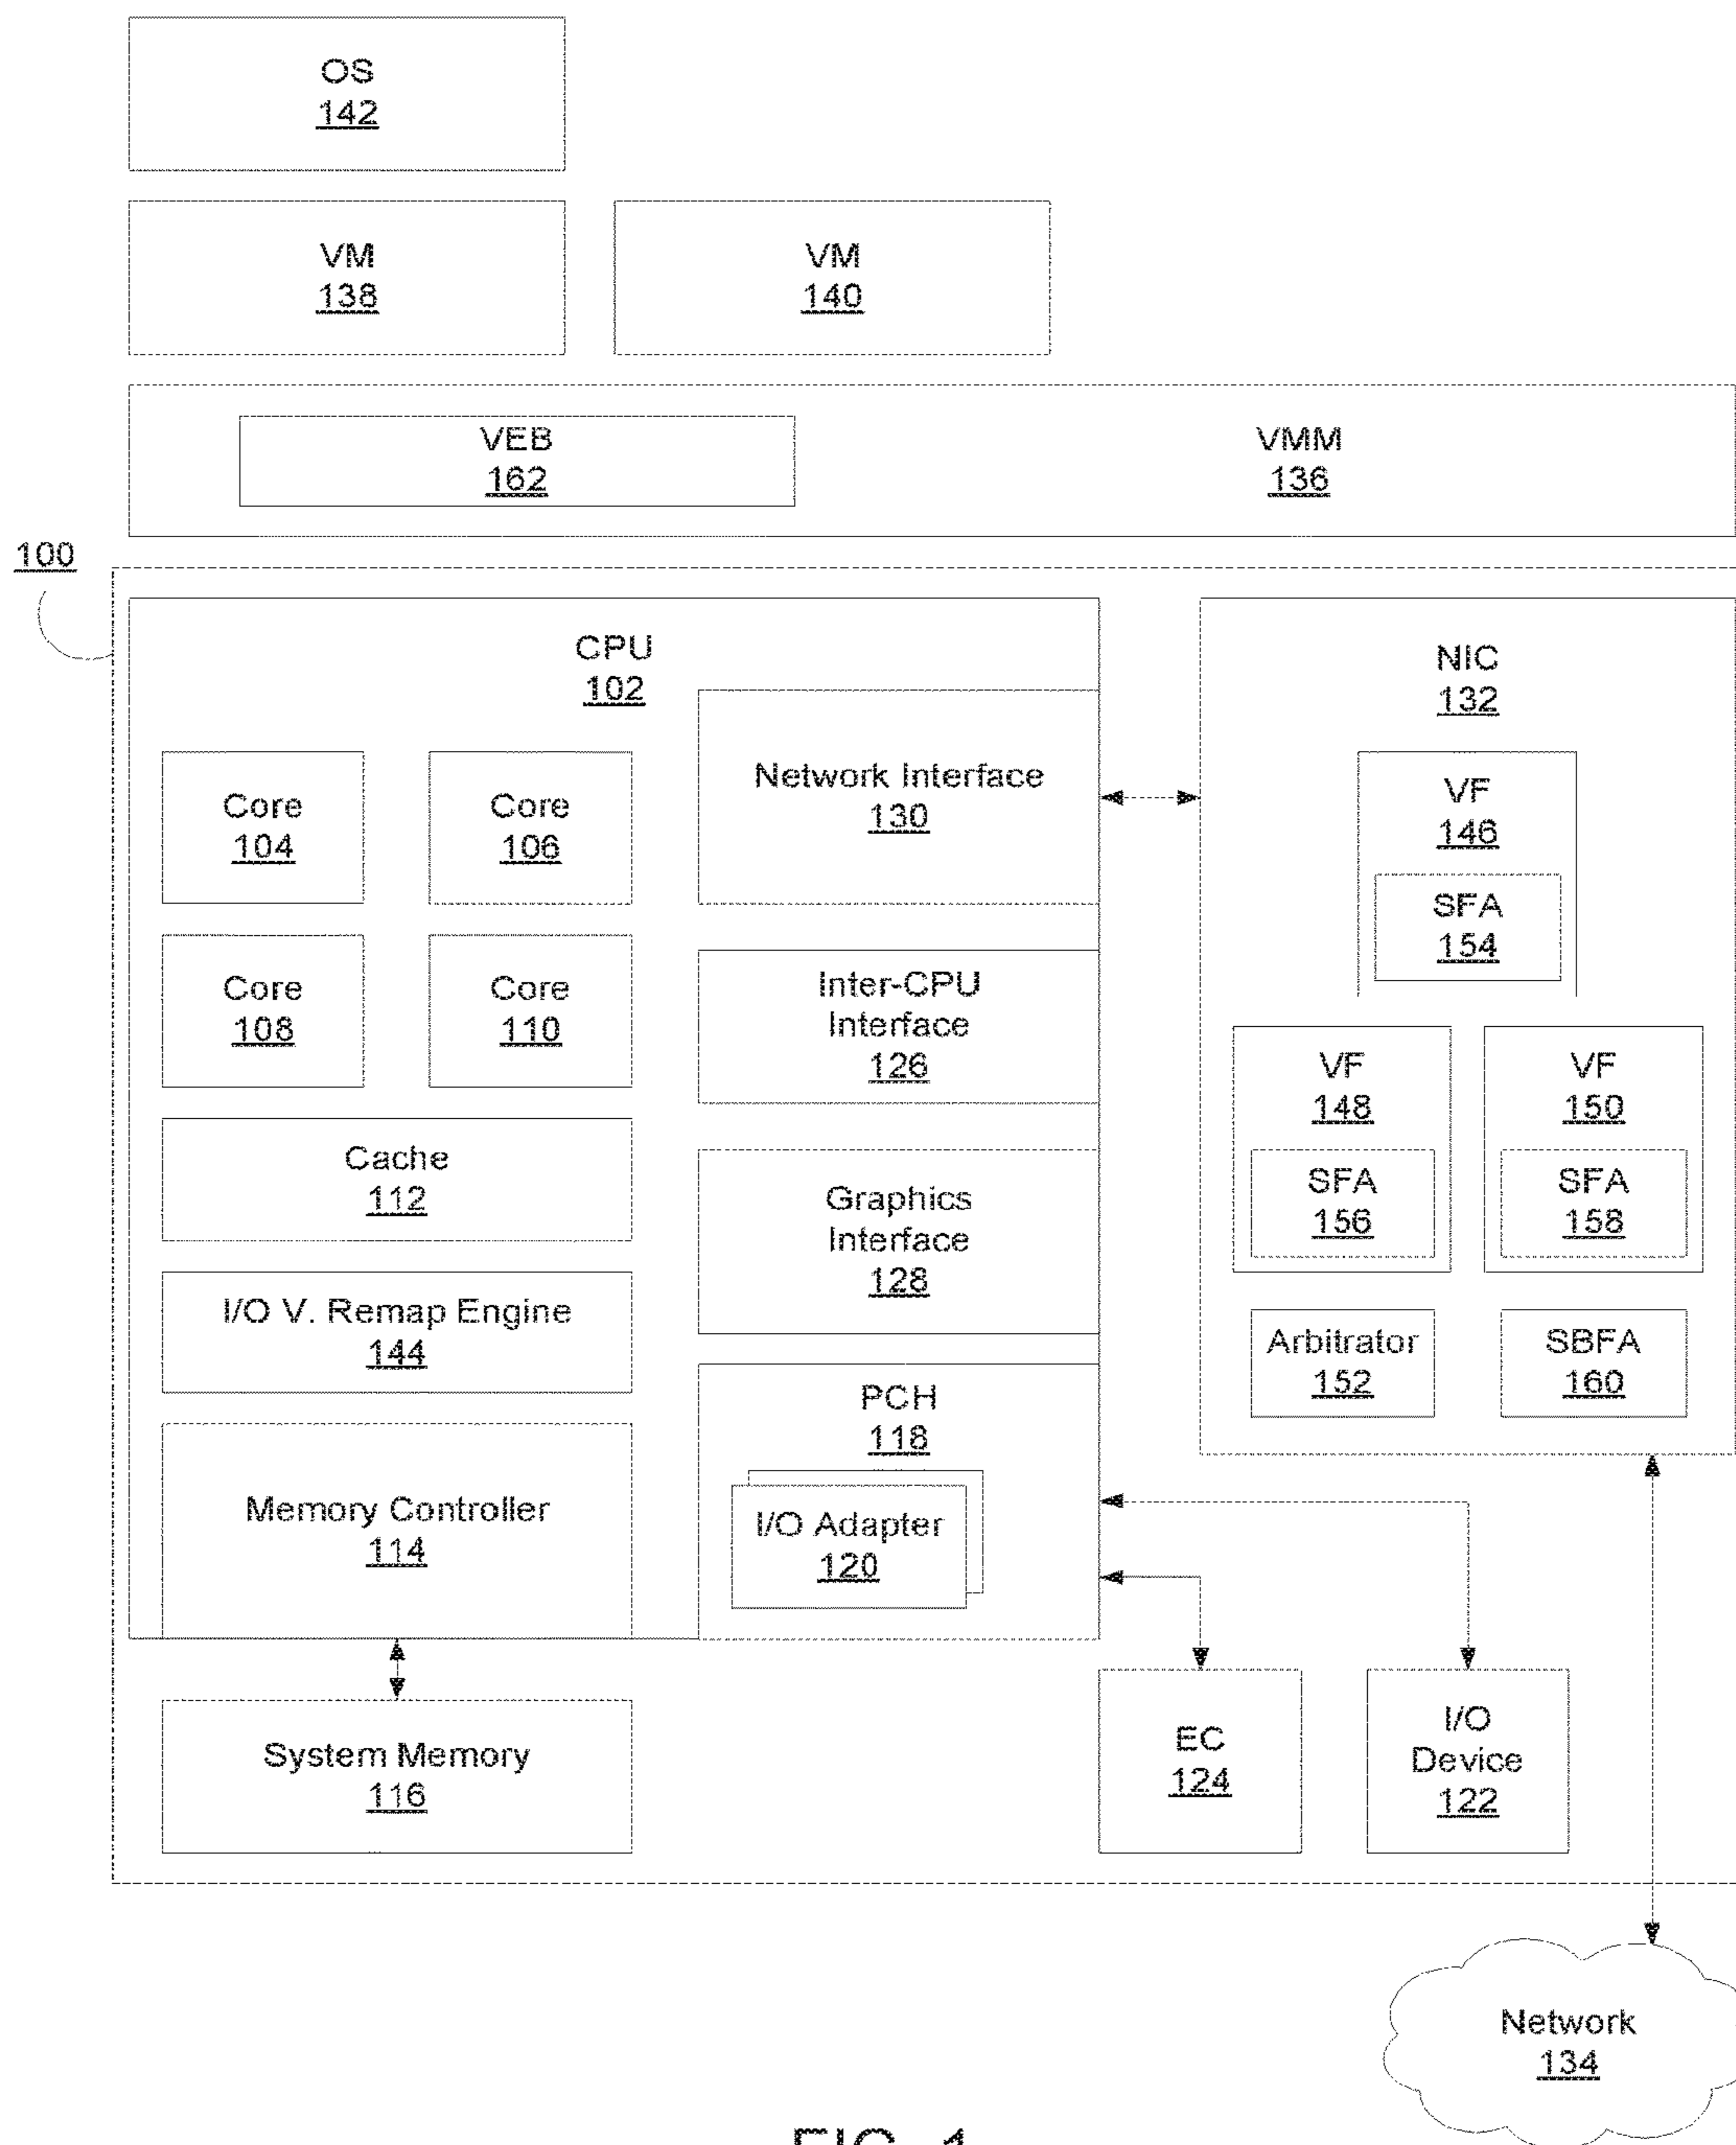 OS
142
VM
138
VM
140
VEB
162
VMM
136
100
CPU
102
Core
104
Core
106
Core
108
Core
110
Cache
112
I/O V. Remap Engine
144
Memory Controller
114
Network Interface
130
Inter-CPU
Interface
126
Graphics
Interface
128
PCH
118
I/O Adapter
120
NIC
132
VF
146
SFA
154
VF
148
SFA
156
VF
150
SFA
158
Arbitrator
152
SBFA
160
System Memory
116
EC
124
I/O
Device
122
Network
134
FIG. 1